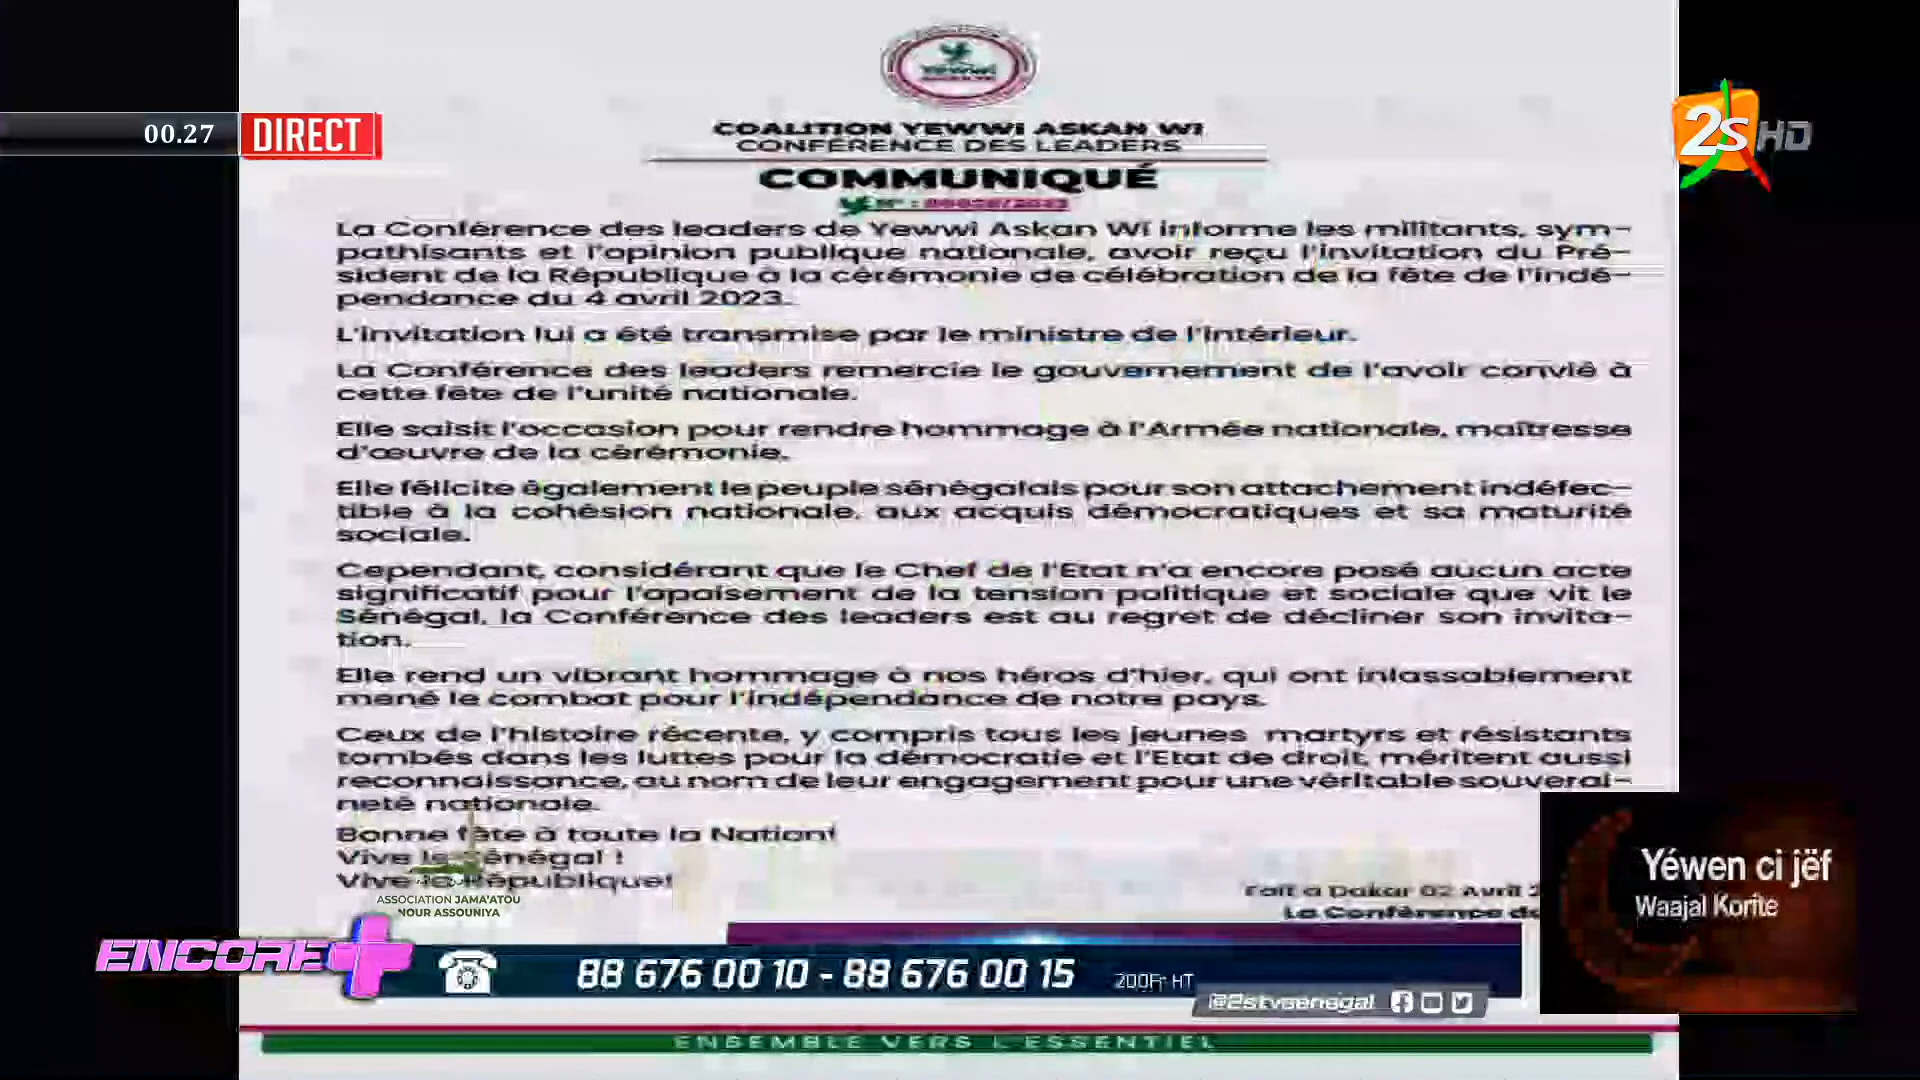 00.27
DIRECT
2S HD
Yewwi
COALITION YEWWI ASKAN WI
CONFÉRENCE DES LEADERS
COMMUNIQUÉ
N° :
La Conférence des leaders de Yewwi Askan Wi informe les militants, sym-
pathisants et l'opinion publique nationale, avoir reçu l'invitation du Pré-
sident de la République à la cérémonie de célébration de la fête de l'indé-
pendance du 4 avril 2023.
L'invitation lui a été transmise par le ministre de l'intérieur.
La Conférence des leaders remercie le gouvernement de l'avoir convié à
cette fête de l'unité nationale.
Elle saisit l'occasion pour rendre hommage à l'Armée nationale, maîtresse
d'œuvre de la cérémonie.
Elle félicite également le peuple sénégalais pour son attachement indéfec-
tible à la cohésion nationale, aux acquis démocratiques et sa maturité
sociale.
Cependant, considérant que le Chef de l'Etat n'a encore posé aucun acte
significatif pour l'apaisement de la tension politique et sociale que vit le
Sénégal, la Conférence des leaders est au regret de décliner son invita-
tion.
Elle rend un vibrant hommage à nos héros d'hier, qui ont inlassablement
mené le combat pour l'indépendance de notre pays.
Ceux de l'histoire récente, y compris tous les jeunes martyrs et résistants
tombés dans les luttes pour la démocratie et l'Etat de droit, méritent aussi
reconnaissance, au nom de leur engagement pour une véritable souverai-
neté nationale.
Bonne fête à toute la Nation!
Vive le Sénégal !
Vive la République!
Fait à Dakar 02 Avril 2
La Conférence de
ASSOCIATION JAMA'ATOU
NOUR ASSOUNIYA
Yéwen ci jëf
Waajal Korite
ENCORE+
88 676 00 10 - 88 676 00 15 200Fr HT
@2stvsenegal
ENSEMBLE VERS L'ESSENTIEL